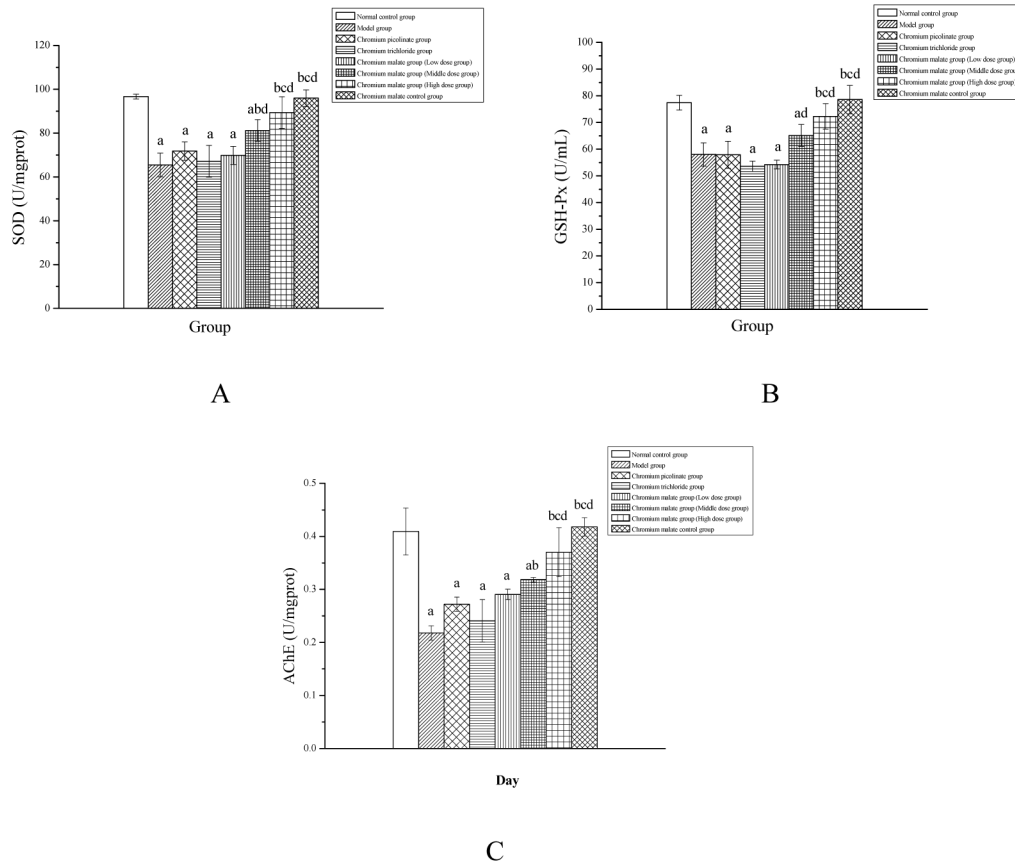 Normal control group
Model group
Chromium picolinate group
Chromium trichloride group
Chromium malate group (Low dose group)
Chromium malate group (Middle dose group)
Chromium malate group (High dose group)
Chromium malate control group
SOD (U/mgprot)
120
100
80
60
40
20
0
a
a
a
a
abd
bcd
bcd
Group
A
Normal control group
Model group
Chromium picolinate group
Chromium trichloride group
Chromium malate group (Low dose group)
Chromium malate group (Middle dose group
Chromium malate group (High dose group)
Chromium malate control group
GSH-Px (U/mL)
100
90
80
70
60
50
40
30
20
10
0
a
a
a
a
ad
bcd
bcd
Group
B
Normal control group
Model group
Chromium picolinate group
Chromium trichloride group
Chromium malate group (Low dose group)
Chromium malate group (Middle dose group)
Chromium malate group (High dose group)
Chromium malate control group
AChE (U/mgprot)
0.5
0.4
0.3
0.2
0.1
0.0
a
a
a
a
ab
bcd
bcd
Day
C